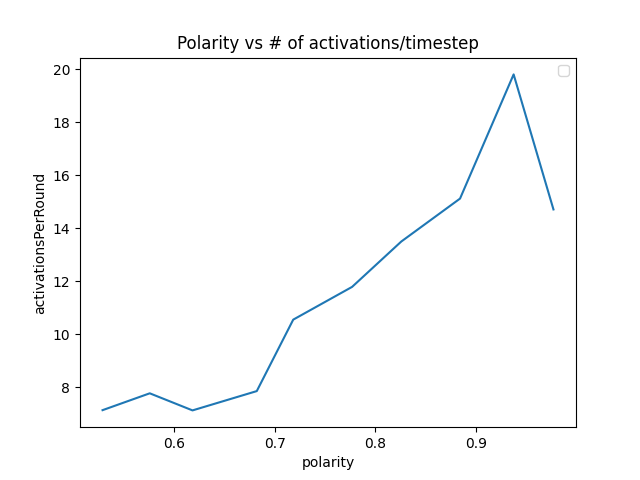 Polarity vs # of activations/timestep
20
18
16
14
12
10
8
activationsPerRound
0.6 0.7 0.8 0.9
polarity